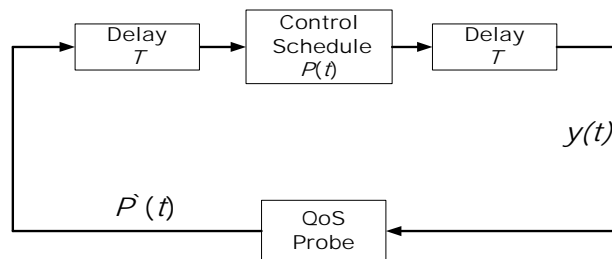 Delay
T
Control
Schedule
P(t)
Delay
T
y(t)
P`(t)
QoS
Probe